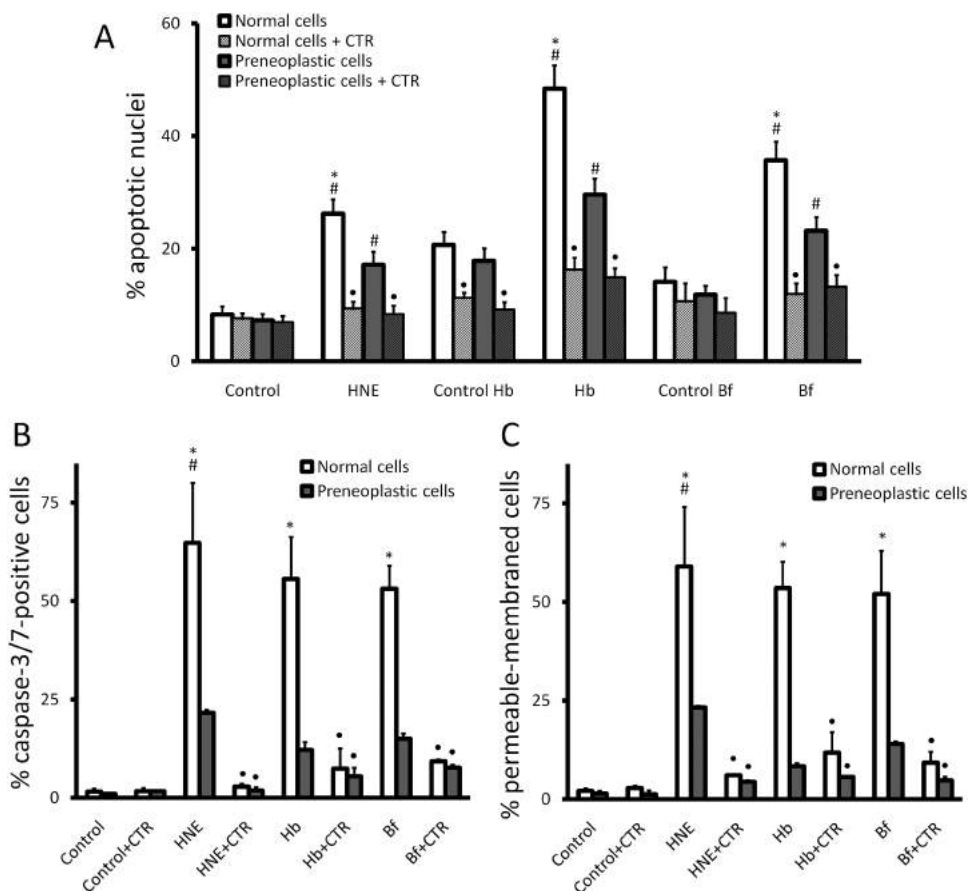 A
% apoptotic nuclei
60
40
20
0
Normal cells
Normal cells + CTR
Preneoplastic cells
Preneoplastic cells + CTR
*
#
#
•
•
•
•
*
#
#
•
•
*
#
#
•
•
Control
HNE
Control Hb
Hb
Control Bf
Bf
B
% caspase-3/7-positive cells
75
50
25
0
Normal cells
Preneoplastic cells
*
#
*
*
• •
• •
• •
Control
Control+CTR
HNE
HNE+CTR
Hb
Hb+CTR
Bf
Bf+CTR
C
% permeable-membraned cells
75
50
25
0
Normal cells
Preneoplastic cells
*
#
*
*
• •
• •
• •
Control
Control+CTR
HNE
HNE+CTR
Hb
Hb+CTR
Bf
Bf+CTR